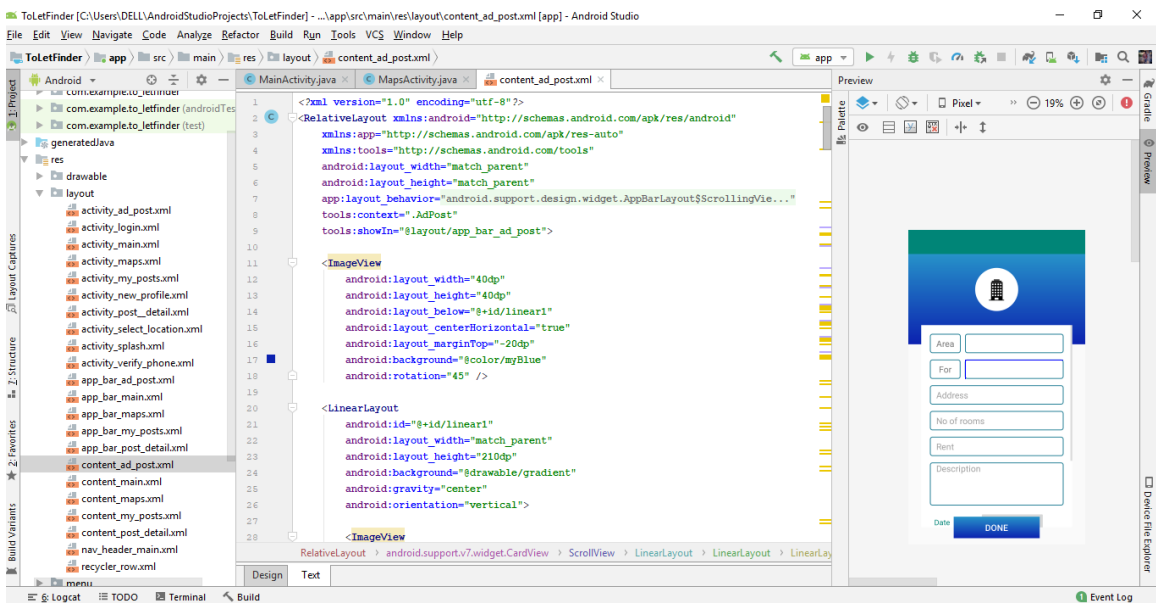 ToLetFinder [C:\Users\DELL\AndroidStudioProjects\ToLetFinder] - ...\app\src\main\res\layout\content_ad_post.xml [app] - Android Studio
File Edit View Navigate Code Analyze Refactor Build Run Tools VCS Window Help
ToLetFinder app src main res layout content_ad_post.xml app
1: Project
Layout Captures
Z: Structure
2: Favorites
Build Variants
Android
com.example.to_letfinder
com.example.to_letfinder (androidTes
com.example.to_letfinder (test)
generatedJava
res
drawable
layout
activity_ad_post.xml
activity_login.xml
activity_main.xml
activity_maps.xml
activity_my_posts.xml
activity_new_profile.xml
activity_post__detail.xml
activity_select_location.xml
activity_splash.xml
activity_verify_phone.xml
app_bar_ad_post.xml
app_bar_main.xml
app_bar_maps.xml
app_bar_my_posts.xml
app_bar_post_detail.xml
content_ad_post.xml
content_main.xml
content_maps.xml
content_my_posts.xml
content_post_detail.xml
nav_header_main.xml
recycler_row.xml
menu
MainActivity.java MapsActivity.java content_ad_post.xml
1 <?xml version="1.0" encoding="utf-8"?>
2 <RelativeLayout xmlns:android="http://schemas.android.com/apk/res/android"
3 xmlns:app="http://schemas.android.com/apk/res-auto"
4 xmlns:tools="http://schemas.android.com/tools"
5 android:layout_width="match_parent"
6 android:layout_height="match_parent"
7 app:layout_behavior="android.support.design.widget.AppBarLayout$ScrollingVie..."
8 tools:context=".AdPost"
9 tools:showIn="@layout/app_bar_ad_post">
10
11 <ImageView
12 android:layout_width="40dp"
13 android:layout_height="40dp"
14 android:layout_below="@+id/linear1"
15 android:layout_centerHorizontal="true"
16 android:layout_marginTop="-20dp"
17 android:background="@color/myBlue"
18 android:rotation="45" />
19
20 <LinearLayout
21 android:id="@+id/linear1"
22 android:layout_width="match_parent"
23 android:layout_height="210dp"
24 android:background="@drawable/gradient"
25 android:gravity="center"
26 android:orientation="vertical">
27
28 <ImageView
RelativeLayout › android.support.v7.widget.CardView › ScrollView › LinearLayout › LinearLayout › LinearLay
Design Text
Preview
Palette
Pixel 19%
Area
For
Address
No of rooms
Rent
Description
Date
DONE
Gradle
Preview
Device File Explorer
6: Logcat TODO Terminal Build 1 Event Log